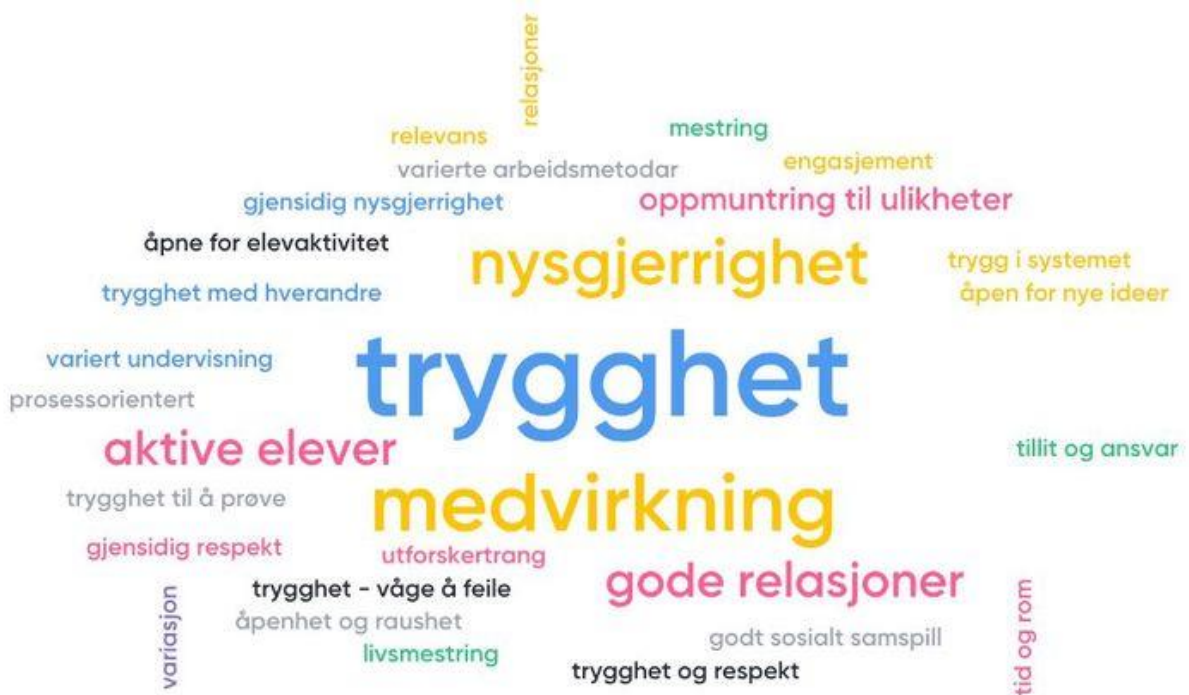 relasjoner
mestring
relevans
engasjement
varierte arbeidsmetodar
gjensidig nysgjerrighet
oppmuntring til ulikheter
åpne for elevaktivitet
nysgjerrighet
trygg i systemet
trygghet med hverandre
åpen for nye ideer
variert undervisning
trygghet
prosessorientert
aktive elever
tillit og ansvar
trygghet til å prøve
medvirkning
gjensidig respekt
utforskertrang
gode relasjoner
trygghet - våge å feile
variasjon
åpenhet og raushet
tid og rom
godt sosialt samspill
livsmestring
trygghet og respekt